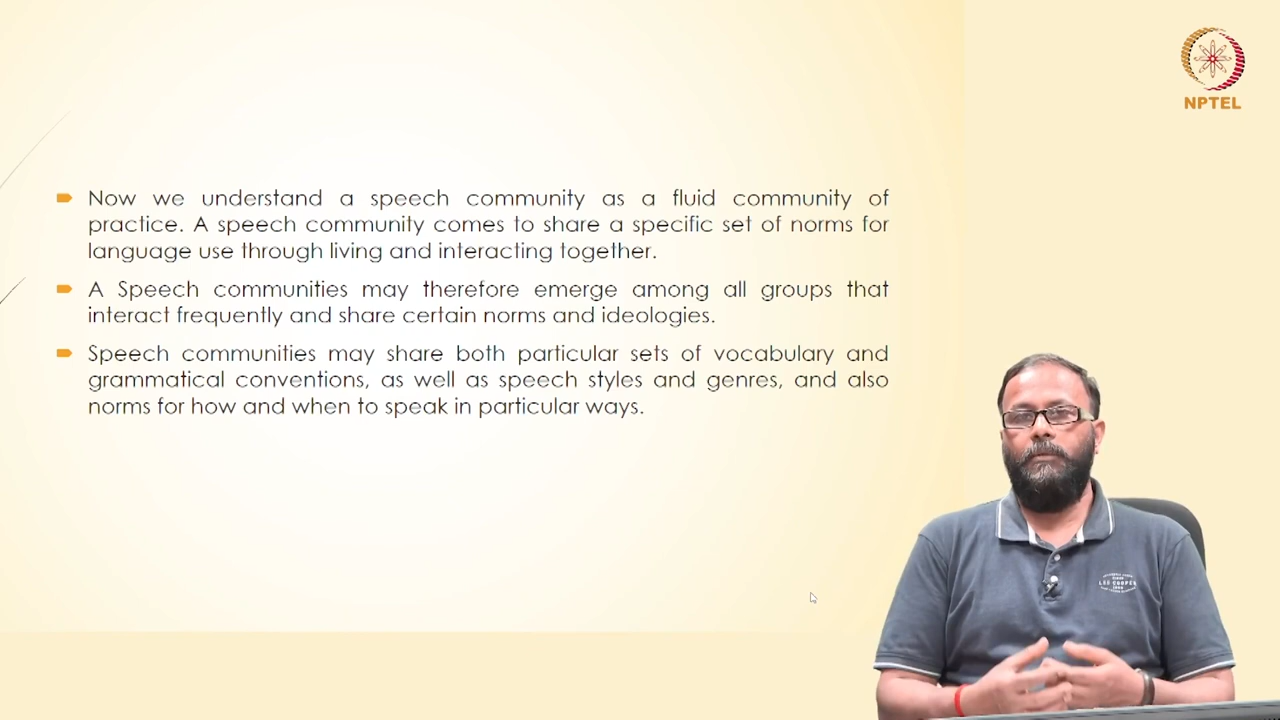 NPTEL
Now we understand a speech community as a fluid community of
practice. A speech community comes to share a specific set of norms for
language use through living and interacting together.
A Speech communities may therefore emerge among all groups that
interact frequently and share certain norms and ideologies.
Speech communities may share both particular sets of vocabulary and
grammatical conventions, as well as speech styles and genres, and also
norms for how and when to speak in particular ways.
LEE COOPER